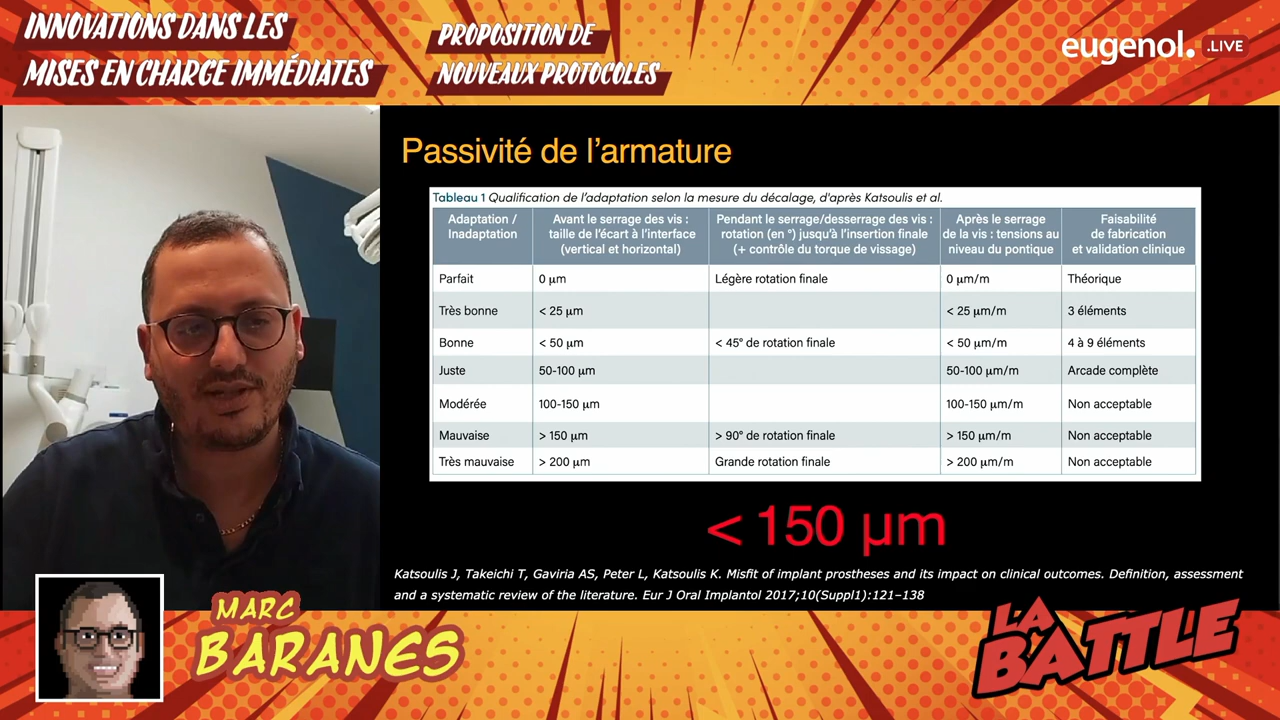 INNOVATIONS DANS LES
MISES EN CHARGE IMMÉDIATES
PROPOSITION DE
NOUVEAUX PROTOCOLES
eugenol. .LIVE
Passivité de l'armature
Tableau 1 Qualification de l'adaptation selon la mesure du décalage, d'après Katsoulis et al.
Adaptation /
Inadaptation
Avant le serrage des vis :
taille de l'écart à l'interface
(vertical et horizontal)
Pendant le serrage/desserrage des vis :
rotation (en °) jusqu'à l'insertion finale
(+ contrôle du torque de vissage)
Après le serrage
de la vis : tensions au
niveau du pontique
Faisabilité
de fabrication
et validation clinique
Parfait 0 µm Légère rotation finale 0 µm/m Théorique
Très bonne < 25 µm < 25 µm/m 3 éléments
Bonne < 50 µm < 45° de rotation finale < 50 µm/m 4 à 9 éléments
Juste 50-100 µm 50-100 µm/m Arcade complète
Modérée 100-150 µm 100-150 µm/m Non acceptable
Mauvaise > 150 µm > 90° de rotation finale > 150 µm/m Non acceptable
Très mauvaise > 200 µm Grande rotation finale > 200 µm/m Non acceptable
< 150 µm
Katsoulis J, Takeichi T, Gaviria AS, Peter L, Katsoulis K. Misfit of implant prostheses and its impact on clinical outcomes. Definition, assessment
and a systematic review of the literature. Eur J Oral Implantol 2017;10(Suppl1):121–138
MARC
BARANES
LA
BATTLE